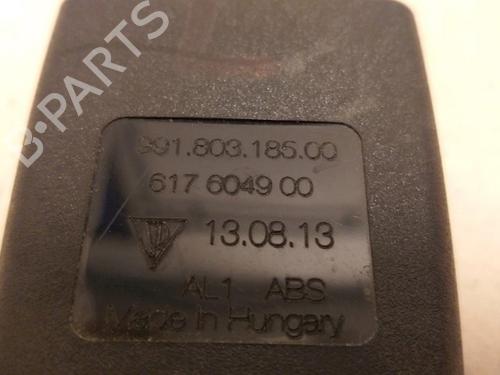 B-PARTS
991.803.185.00
617 6049 00
13.08.13
AL1 ABS
Made in Hungary